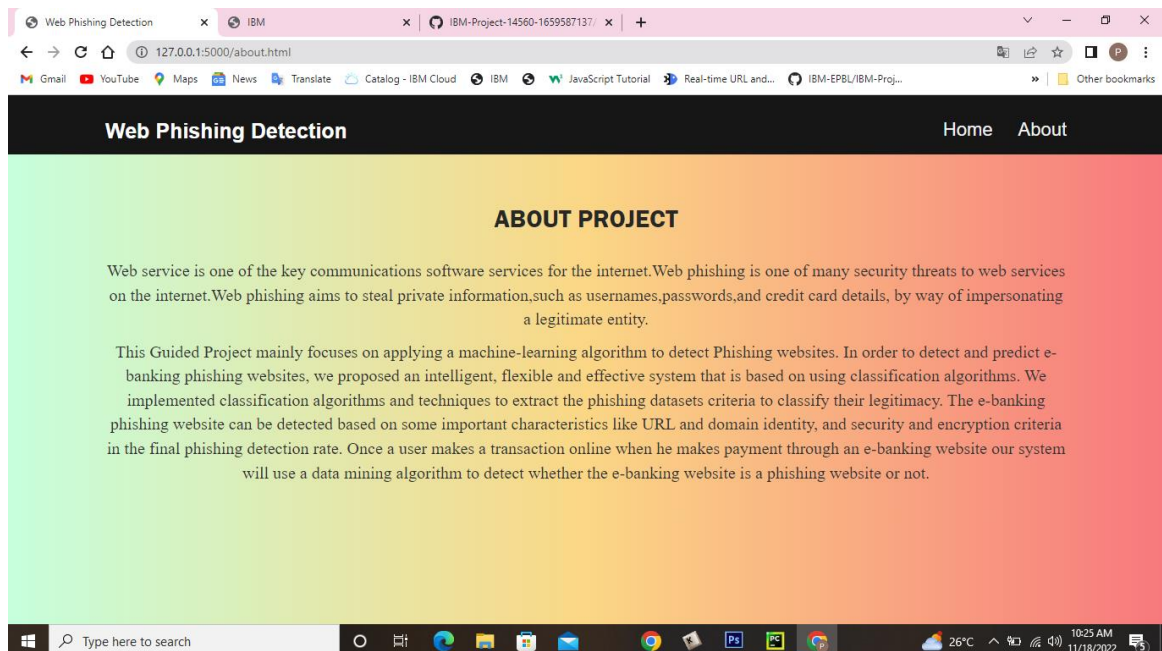 Web Phishing Detection
IBM
IBM-Project-14560-1659587137/
127.0.0.1:5000/about.html
P
Gmail
YouTube
Maps
News
Translate
Catalog - IBM Cloud
IBM
JavaScript Tutorial
Real-time URL and...
IBM-EPBL/IBM-Proj...
»
Other bookmarks
Web Phishing Detection
Home About
ABOUT PROJECT
Web service is one of the key communications software services for the internet.Web phishing is one of many security threats to web services
on the internet.Web phishing aims to steal private information,such as usernames,passwords,and credit card details, by way of impersonating
a legitimate entity.
This Guided Project mainly focuses on applying a machine-learning algorithm to detect Phishing websites. In order to detect and predict e-
banking phishing websites, we proposed an intelligent, flexible and effective system that is based on using classification algorithms. We
implemented classification algorithms and techniques to extract the phishing datasets criteria to classify their legitimacy. The e-banking
phishing website can be detected based on some important characteristics like URL and domain identity, and security and encryption criteria
in the final phishing detection rate. Once a user makes a transaction online when he makes payment through an e-banking website our system
will use a data mining algorithm to detect whether the e-banking website is a phishing website or not.
Type here to search
Ps
PC
26°C
10:25 AM
11/18/2022
5